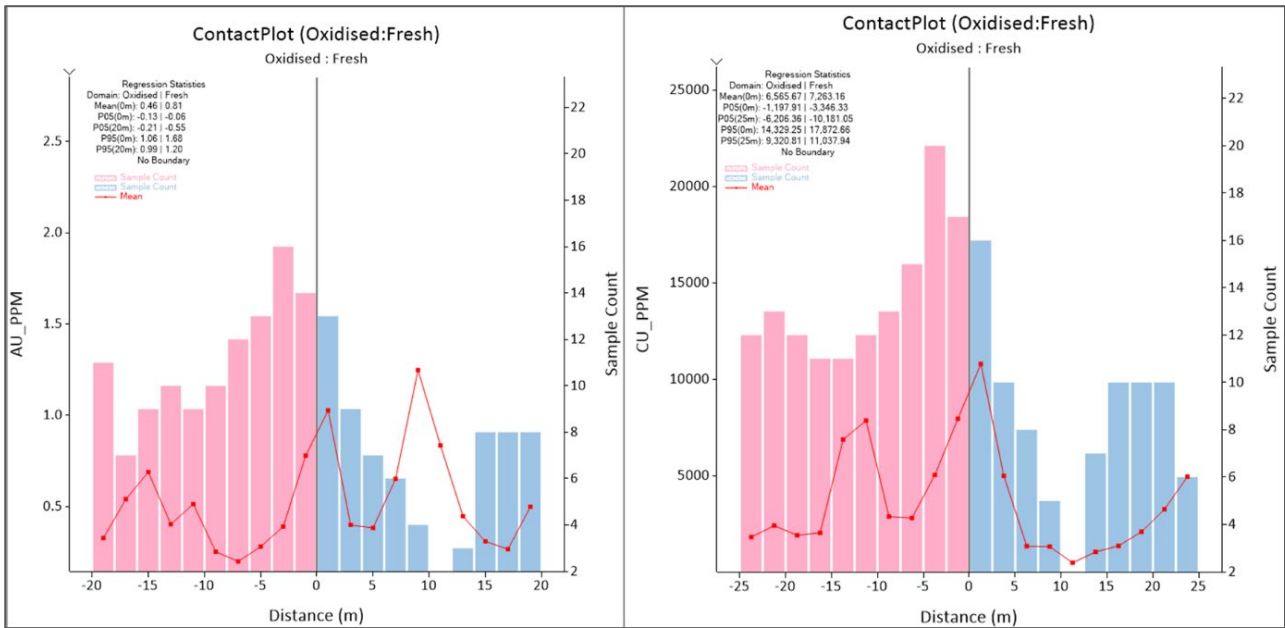 ContactPlot (Oxidised:Fresh)
Oxidised : Fresh
Regression Statistics
Domain: Oxidised | Fresh
Mean(0m): 0.46 | 0.81
P05(0m): -0.13 | -0.06
P05(20m): -0.21 | -0.55
P95(0m): 1.06 | 1.68
P95(20m): 0.99 | 1.20
No Boundary
Sample Count
Sample Count
Mean
AU_PPM
2.5
2.0
1.5
1.0
0.5
22
20
18
16
14
12
10
8
6
4
2
Sample Count
-20 -15 -10 -5 0 5 10 15 20
Distance (m)
ContactPlot (Oxidised:Fresh)
Oxidised : Fresh
Regression Statistics
Domain: Oxidised | Fresh
Mean(0m): 6,565.67 | 7,263.16
P05(0m): -1,197.91 | -3,346.33
P05(25m): -6,206.36 | -10,181.05
P95(0m): 14,329.25 | 17,872.66
P95(25m): 9,320.81 | 11,037.94
No Boundary
Sample Count
Sample Count
Mean
CU_PPM
25000
20000
15000
10000
5000
22
20
18
16
14
12
10
8
6
4
2
Sample Count
-25 -20 -15 -10 -5 0 5 10 15 20 25
Distance (m)